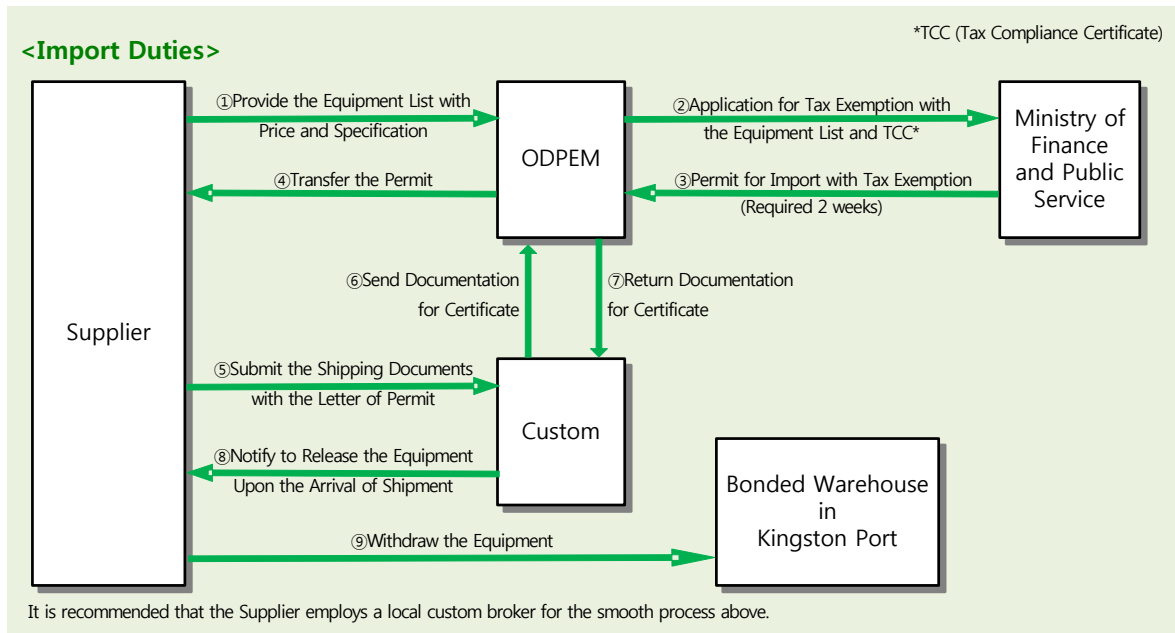 *TCC (Tax Compliance Certificate)
<Import Duties>
①Provide the Equipment List with
Price and Specification
②Application for Tax Exemption with
the Equipment List and TCC*
Ministry of
Finance
and Public
Service
ODPEM
④Transfer the Permit
③Permit for Import with Tax Exemption
(Required 2 weeks)
⑥Send Documentation
for Certificate
⑦Return Documentation
for Certificate
Supplier
⑤Submit the Shipping Documents
with the Letter of Permit
Custom
⑧Notify to Release the Equipment
Upon the Arrival of Shipment
Bonded Warehouse
in
Kingston Port
⑨Withdraw the Equipment
It is recommended that the Supplier employs a local custom broker for the smooth process above.